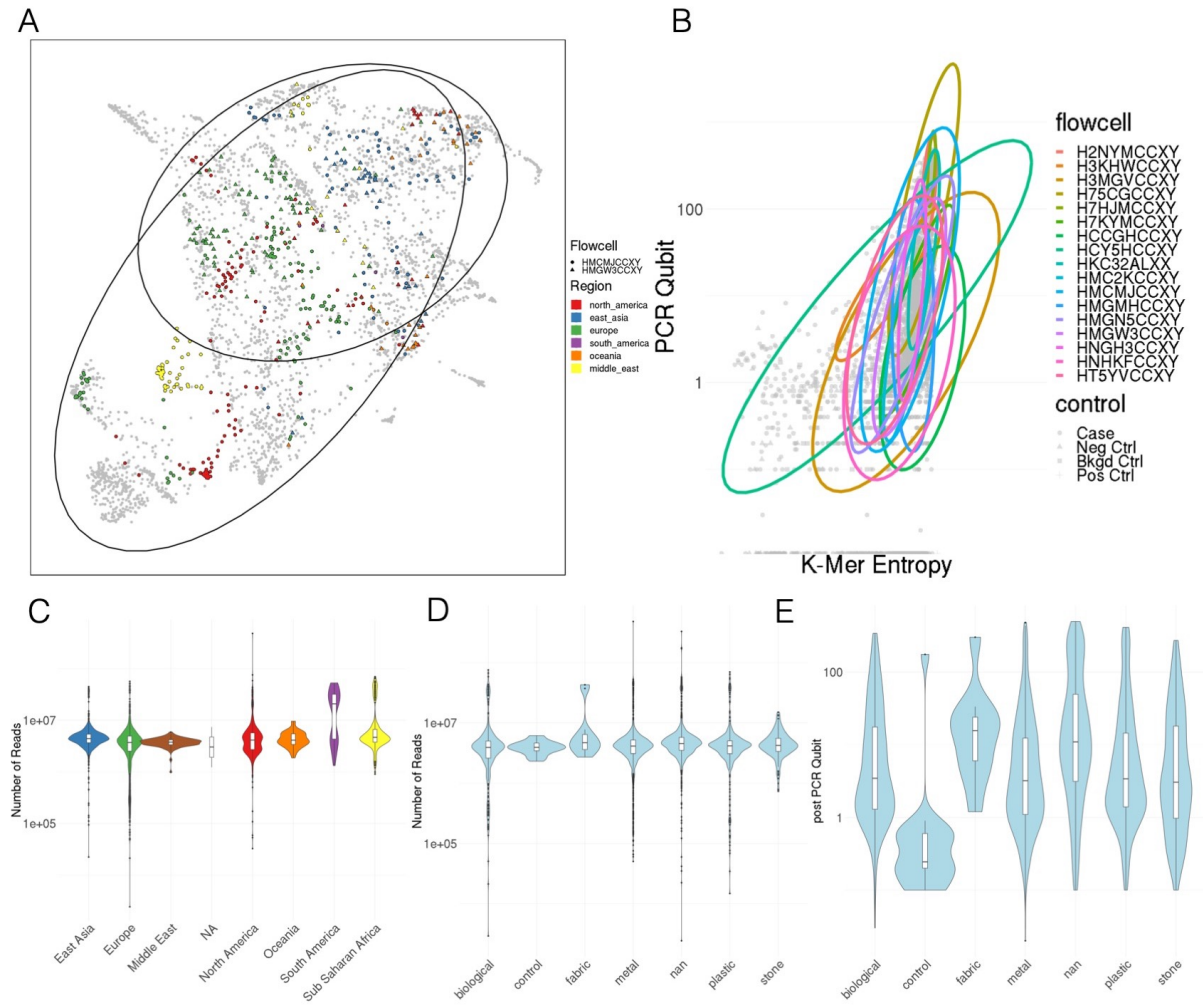 A
Flowcell
HMCMJCCXY
HMGW3CCXY
Region
north_america
east_asia
europe
south_america
oceania
middle_east
B
PCR Qubit
100
1
K-Mer Entropy
flowcell
H2NYMCCXY
H3KHWCCXY
H3MGVCCXY
H75CGCCXY
H7HJMCCXY
H7KYMCCXY
HCCGHCCXY
HCY5HCCXY
HKC32ALXX
HMC2KCCXY
HMCMJCCXY
HMGMHCCXY
HMGN5CCXY
HMGW3CCXY
HNGH3CCXY
HNHKFCCXY
HT5YVCCXY
control
Case
Neg Ctrl
Bkgd Ctrl
Pos Ctrl
C
Number of Reads
1e+07
1e+05
East Asia
Europe
Middle East
NA
North America
Oceania
South America
Sub Saharan Africa
D
Number of Reads
1e+07
1e+05
biological
control
fabric
metal
nan
plastic
stone
E
post PCR Qubit
100
1
biological
control
fabric
metal
nan
plastic
stone